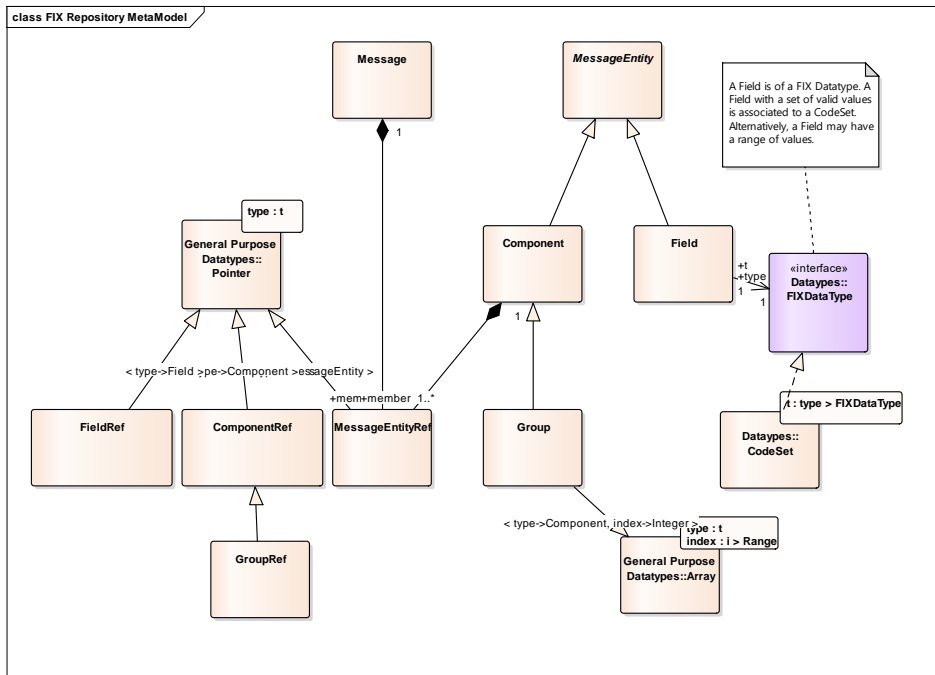 class FIX Repository MetaModel
Message
MessageEntity
A Field is of a FIX Datatype. A
Field with a set of valid values
is associated to a CodeSet.
Alternatively, a Field may have
a range of values.
1
type : t
General Purpose
Datatypes::
Pointer
Component
Field
+t
+type
1
1
«interface»
Dataypes::
FIXDataType
1
< type->Field >pe->Component >essageEntity >
+mem+member 1..*
t : type > FIXDataType
FieldRef
ComponentRef
MessageEntityRef
Group
Dataypes::
CodeSet
< type->Component, index->Integer >
type : t
index : i > Range
GroupRef
General Purpose
Datatypes::Array